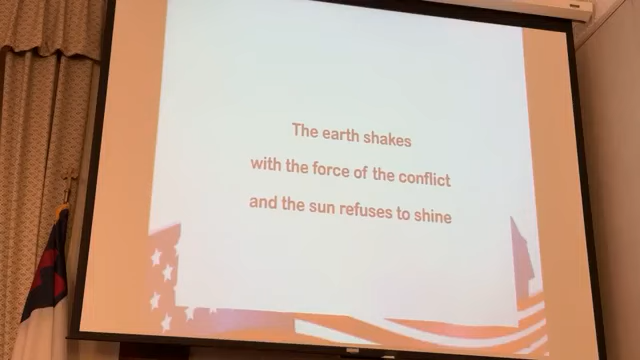 The earth shakes
with the force of the conflict
and the sun refuses to shine